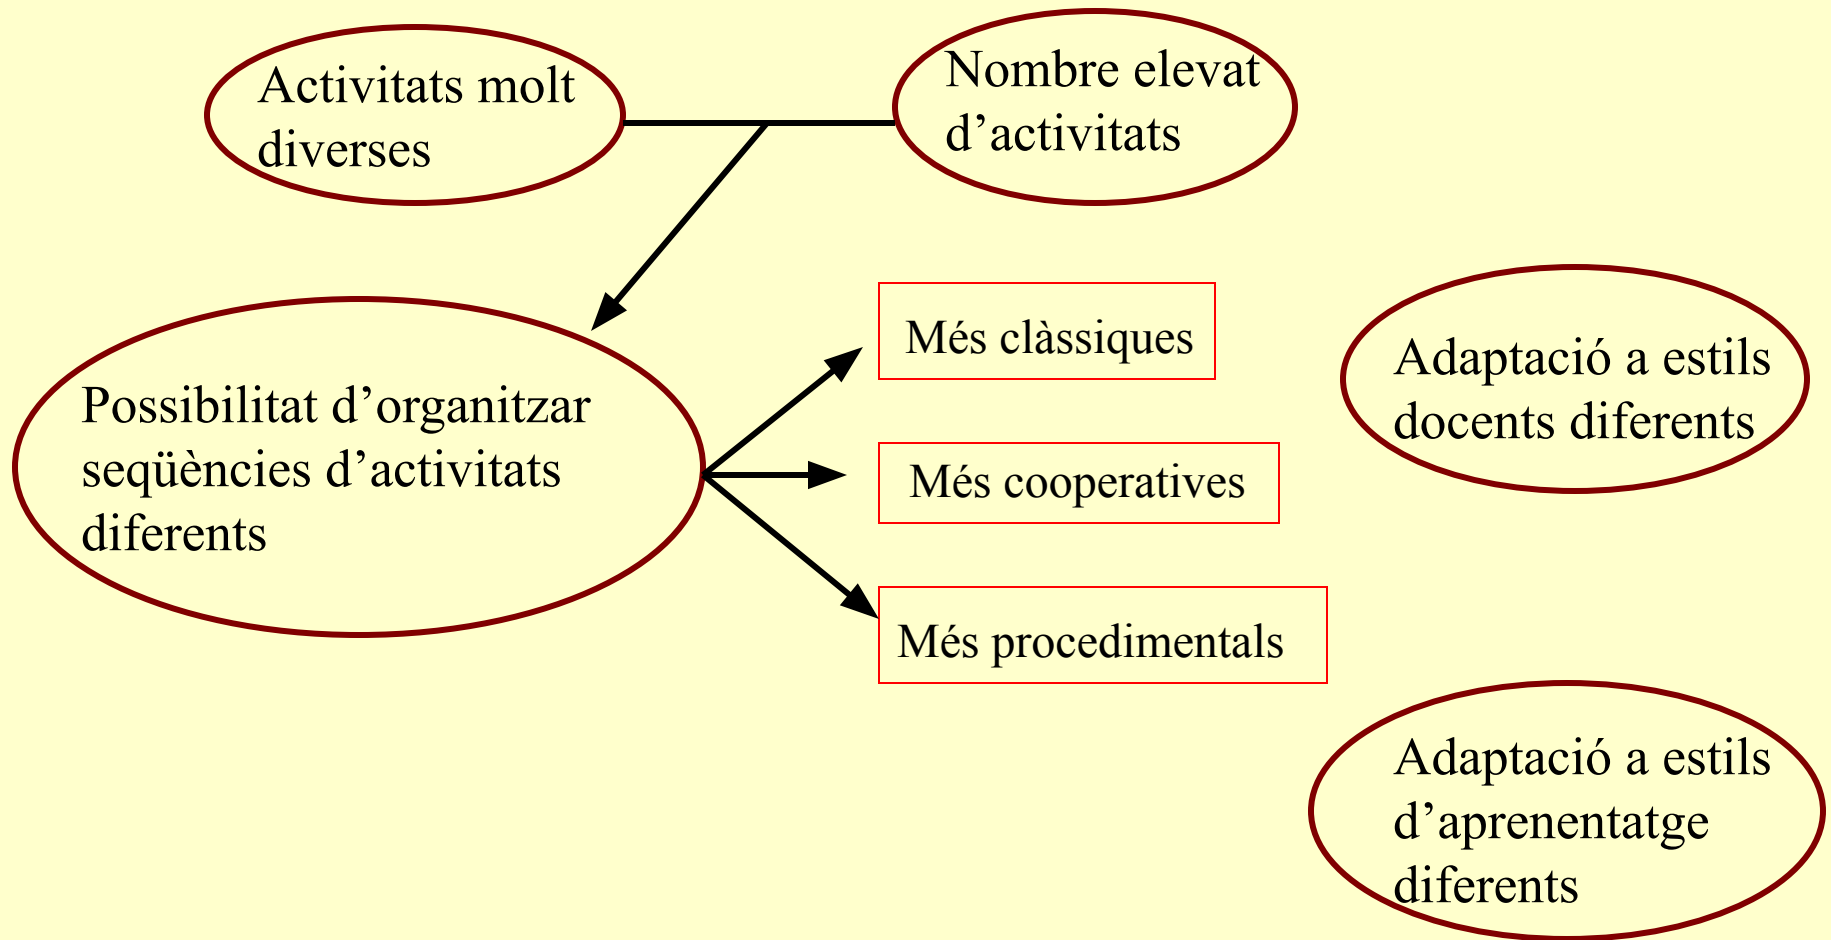 Activitats molt
diverses
Nombre elevat
d’activitats
Possibilitat d’organitzar
seqüències d’activitats
diferents
Més clàssiques
Més cooperatives
Més procedimentals
Adaptació a estils
docents diferents
Adaptació a estils
d’aprenentatge
diferents